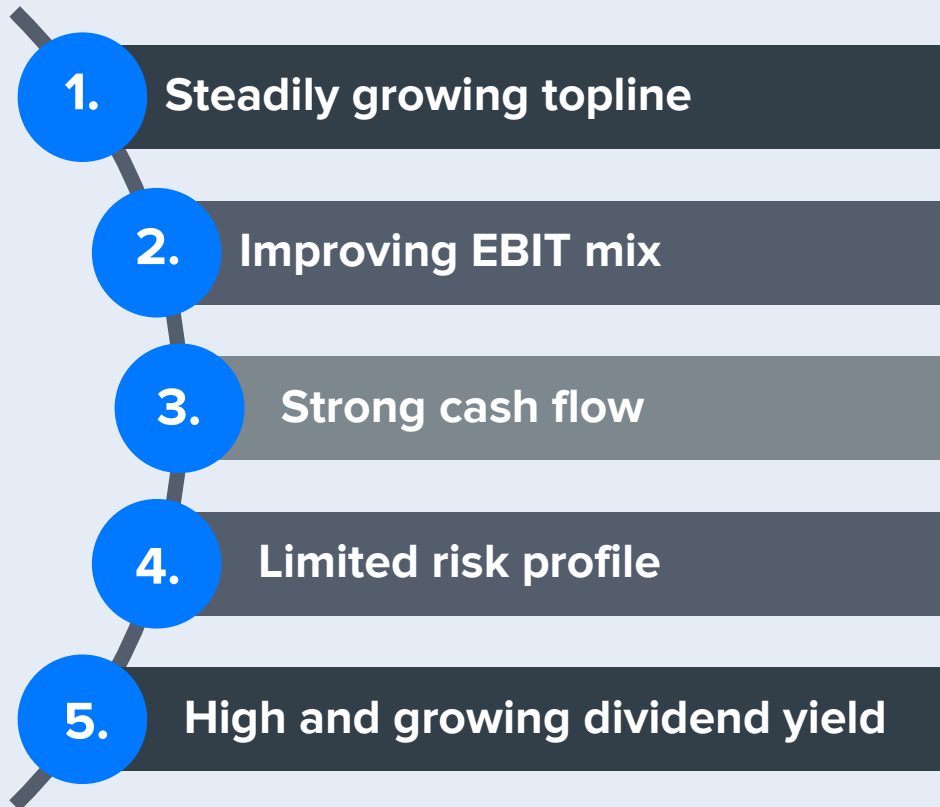 1. Steadily growing topline
2. Improving EBIT mix
3. Strong cash flow
4. Limited risk profile
5. High and growing dividend yield